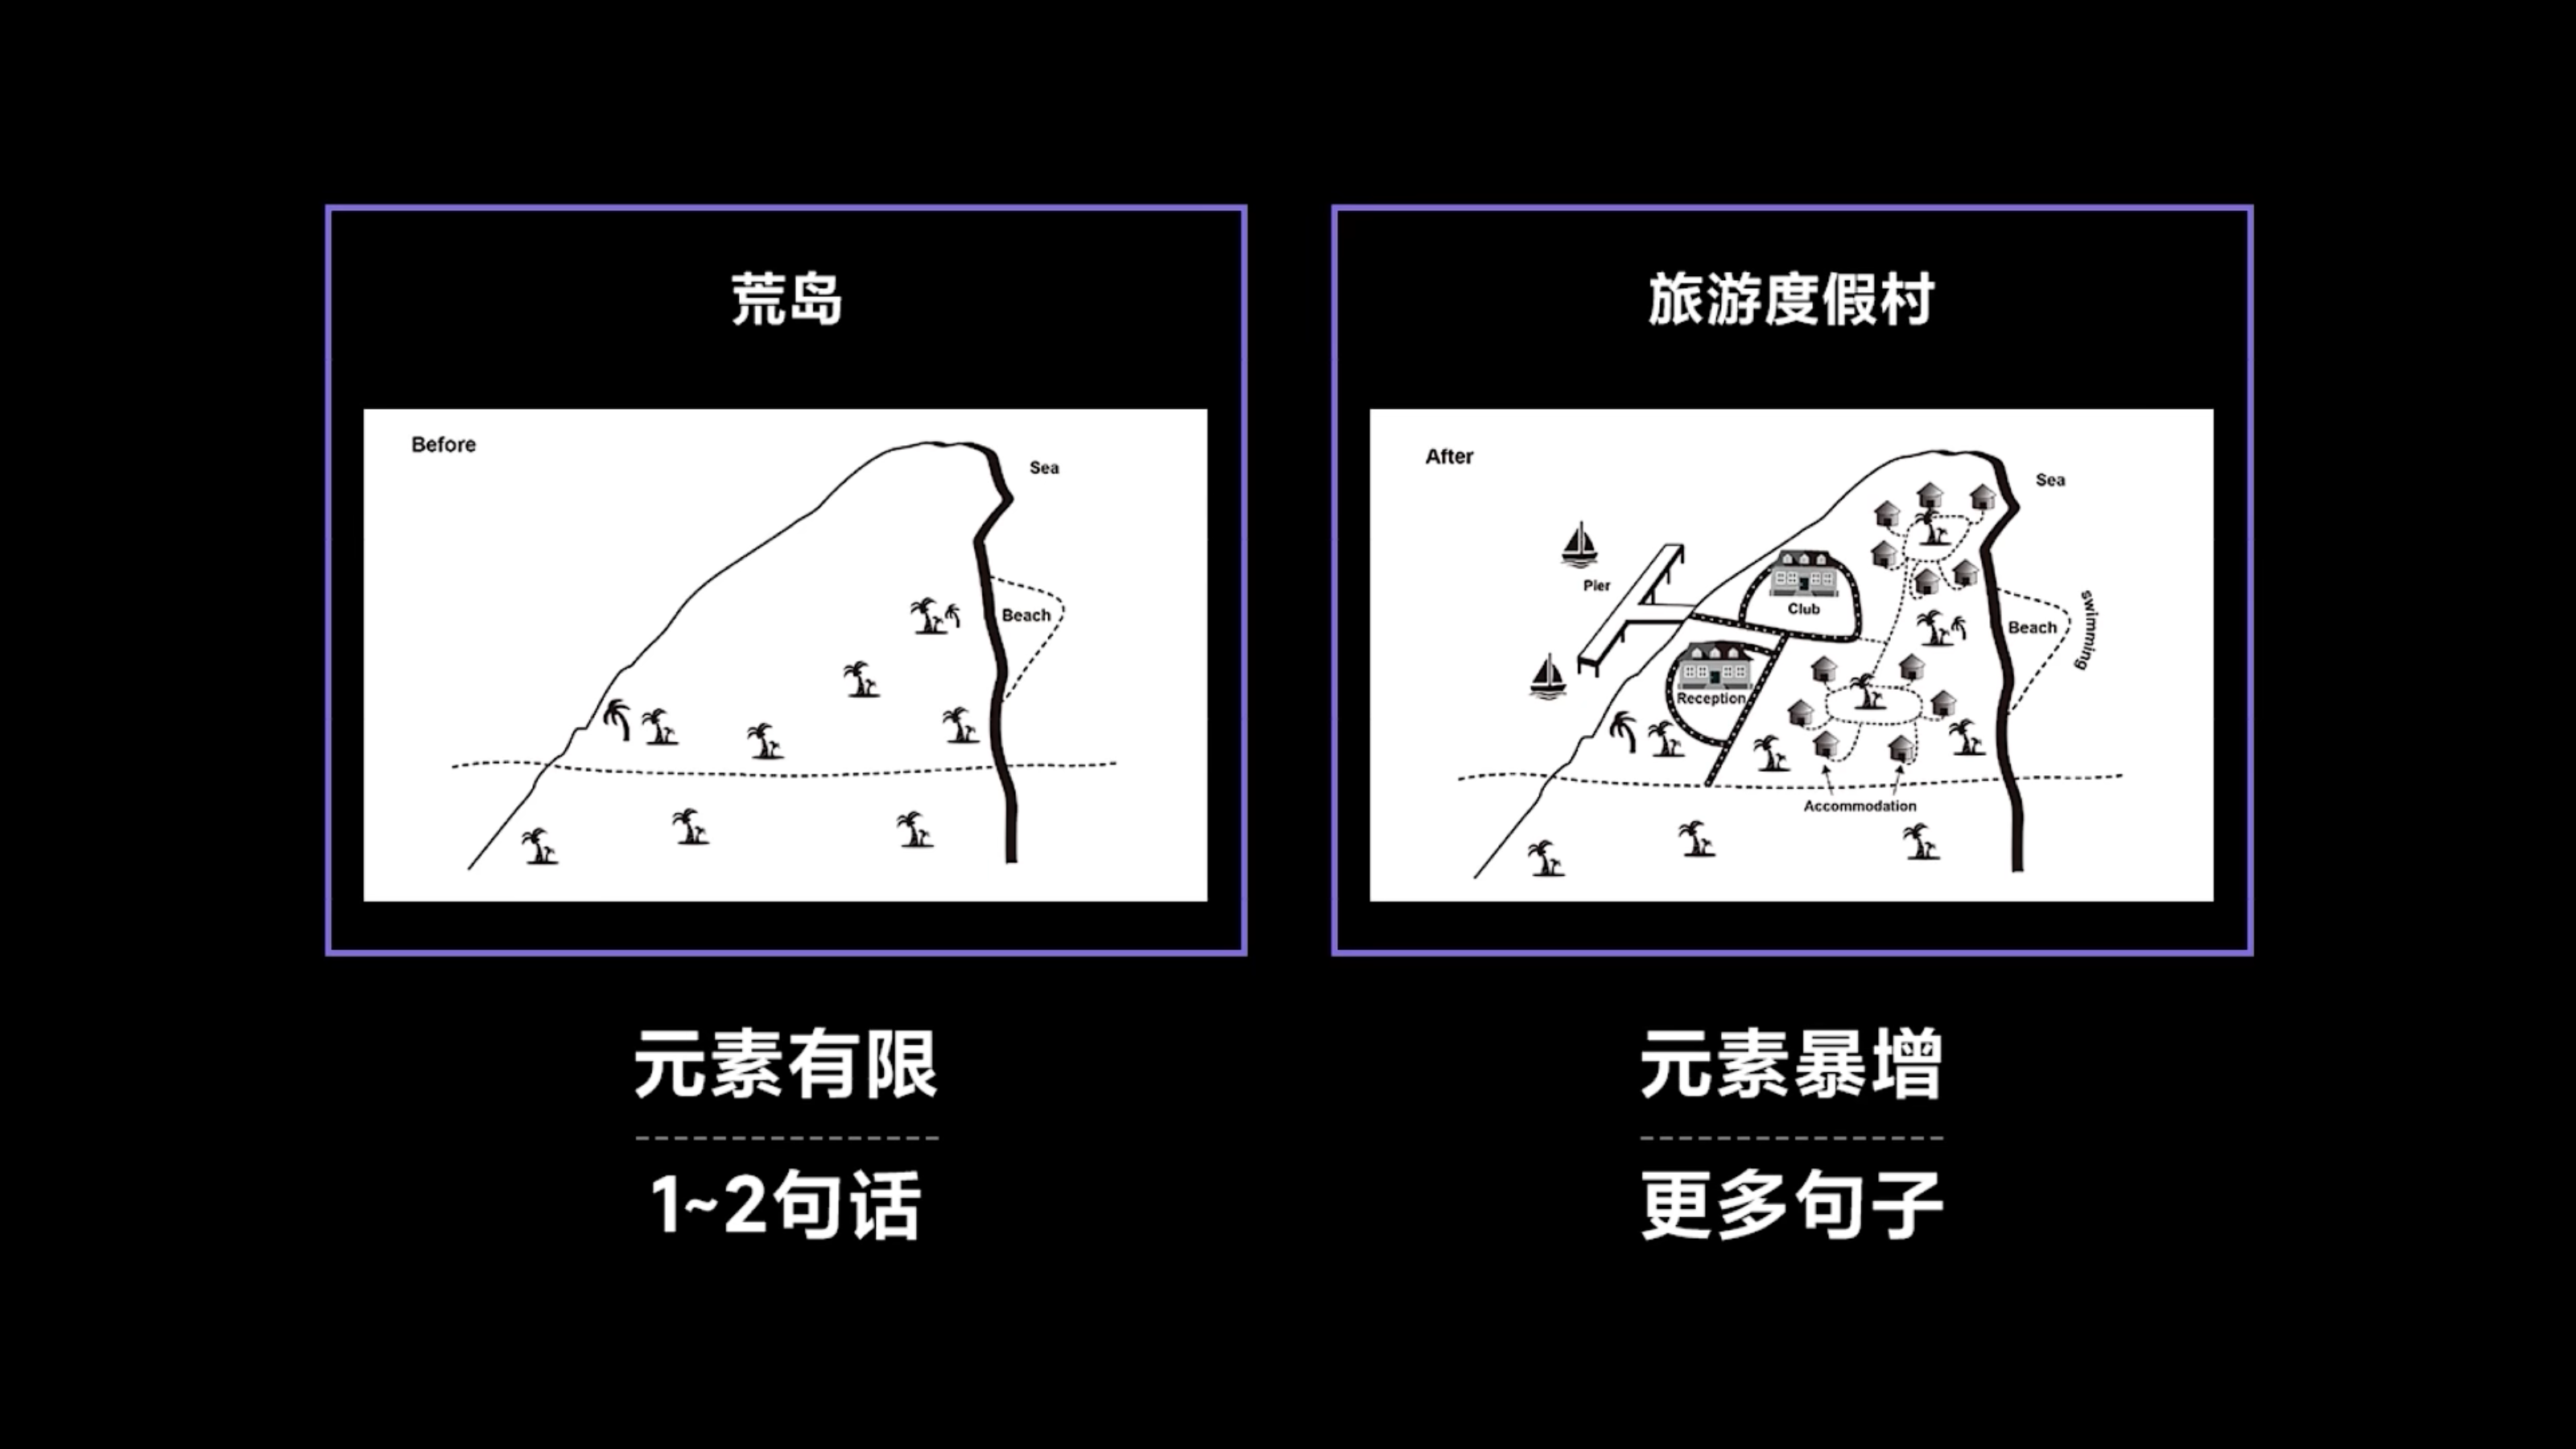 荒岛
Before
Sea
Beach
元素有限
1~2句话
旅游度假村
After
Sea
Pier
Club
Beach
swimming
Reception
Accommodation
元素暴增
更多句子